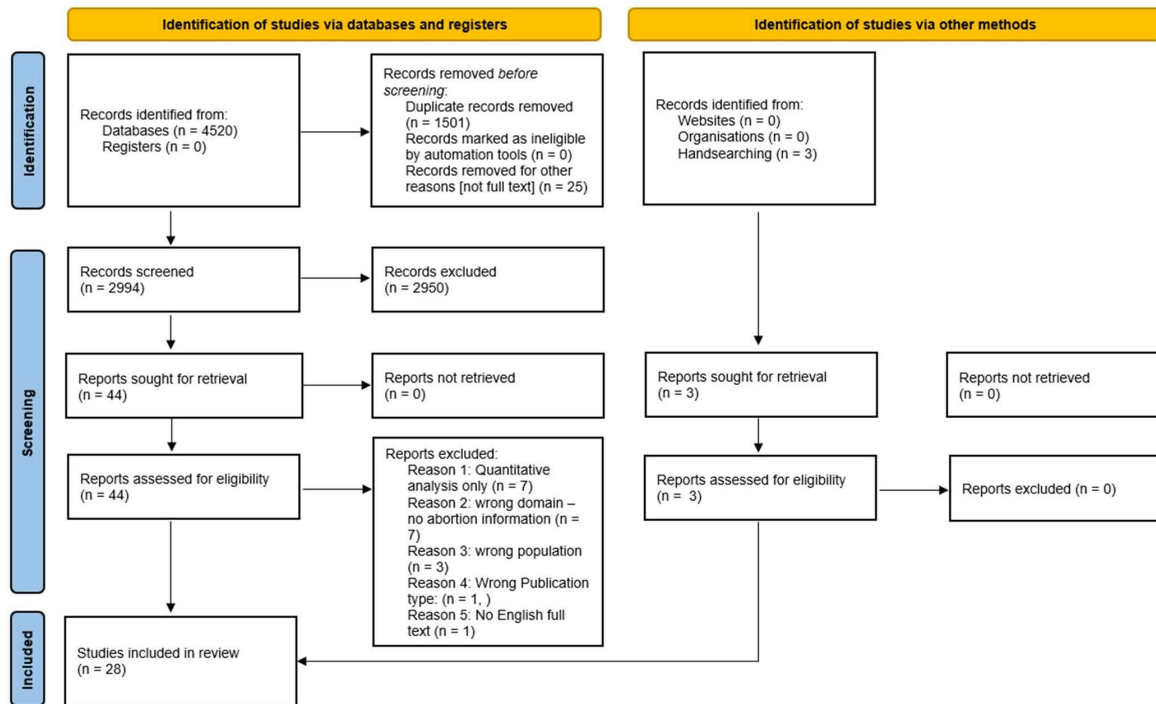 Identification of studies via databases and registers
Identification of studies via other methods
Identification
Records identified from:
Databases (n = 4520)
Registers (n = 0)
Records removed before
screening:
Duplicate records removed
(n = 1501)
Records marked as ineligible
by automation tools (n = 0)
Records removed for other
reasons [not full text] (n = 25)
Records identified from:
Websites (n = 0)
Organisations (n = 0)
Handsearching (n = 3)
Screening
Records screened
(n = 2994)
Records excluded
(n = 2950)
Reports sought for retrieval
(n = 44)
Reports not retrieved
(n = 0)
Reports sought for retrieval
(n = 3)
Reports not retrieved
(n = 0)
Reports assessed for eligibility
(n = 44)
Reports excluded:
Reason 1: Quantitative
analysis only (n = 7)
Reason 2: wrong domain –
no abortion information (n =
7)
Reason 3: wrong population
(n = 3)
Reason 4: Wrong Publication
type: (n = 1, )
Reason 5: No English full
text (n = 1)
Reports assessed for eligibility
(n = 3)
Reports excluded (n = 0)
Included
Studies included in review
(n = 28)